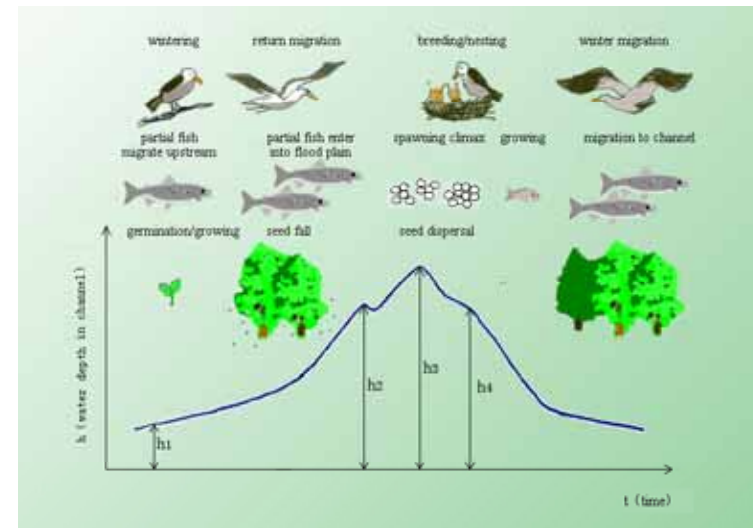 wintering return migration breeding/nesting winter migration
partial fish migrate upstream
partial fish enter into flood plain
spawning climax growing migration to channel
germination/growing seed fall seed dispersal
h (water depth in channel)
h1
h2
h3
h4
t (time)